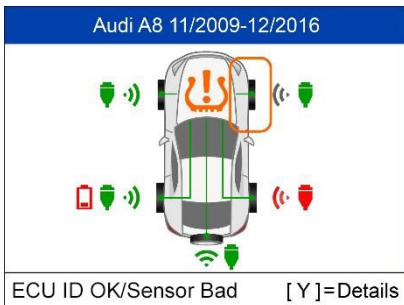 Audi A8 11/2009-12/2016
ECU ID OK/Sensor Bad [ Y ]=Details